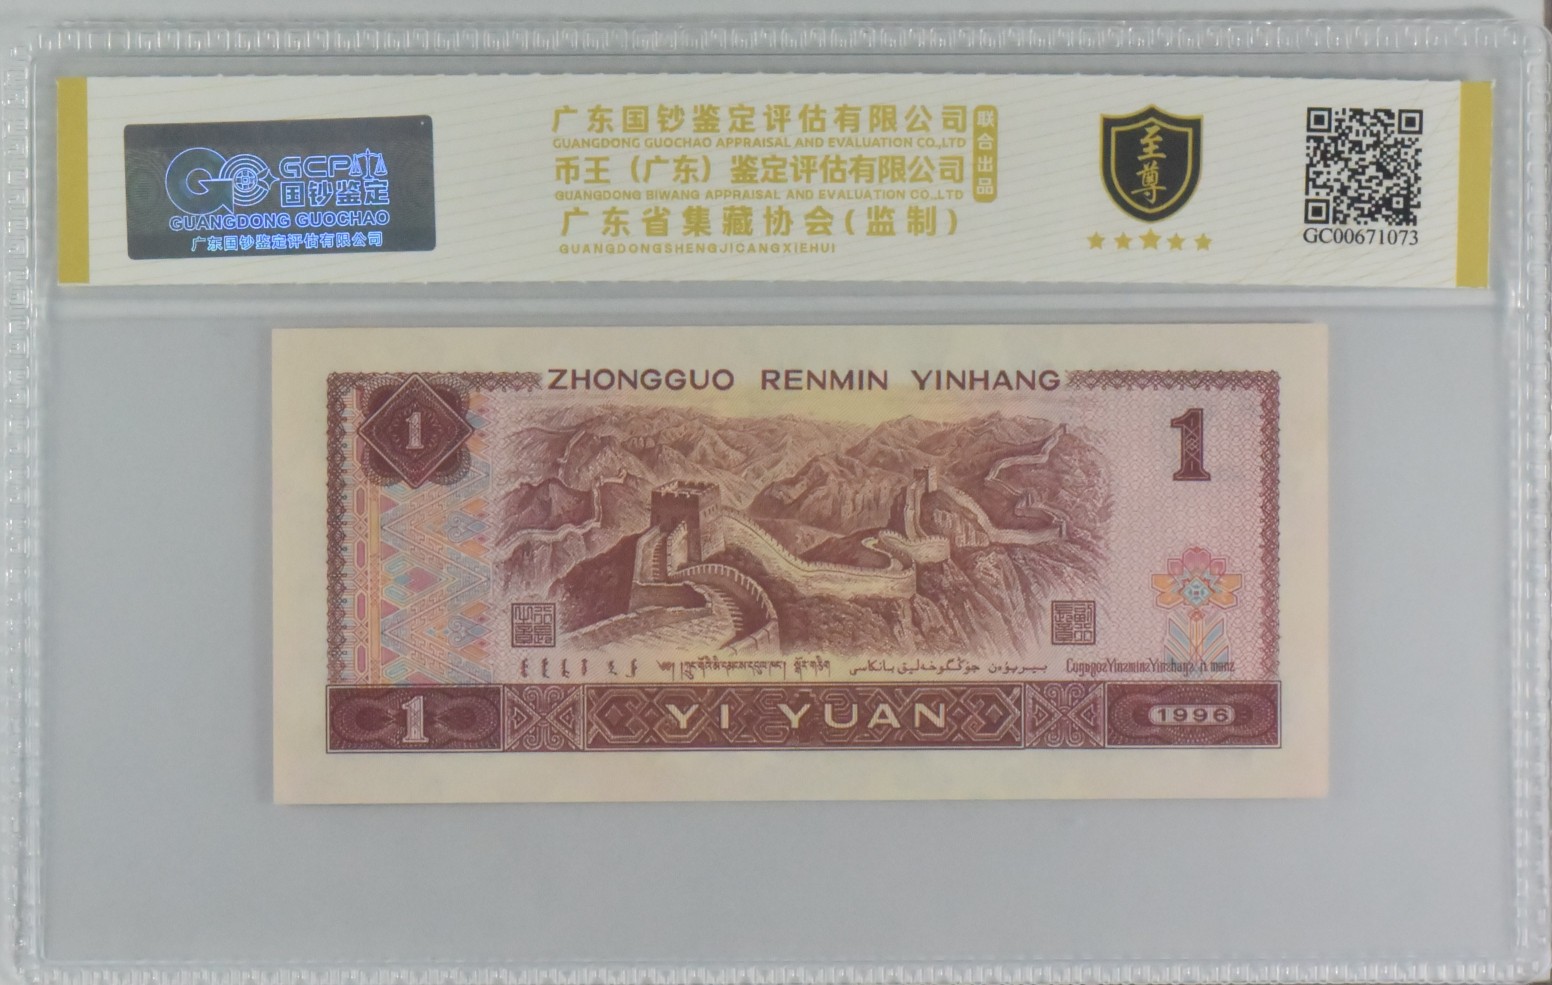 GCP
国钞鉴定
GUANGDONG GUOCHAO
广东国钞鉴定评估有限公司
广东国钞鉴定评估有限公司
GUANGDONG GUOCHAO APPRAISAL AND EVALUATION CO.,LTD
币王（广东）鉴定评估有限公司
GUANGDONG BIWANG APPRAISAL AND EVALUATION CO.,LTD
广东省集藏协会(监制)
GUANGDONGSHENGJICANGXIEHUI
联合出品
至尊
GC00671073
ZHONGGUO RENMIN YINHANG
1
1
1
YI YUAN
1996